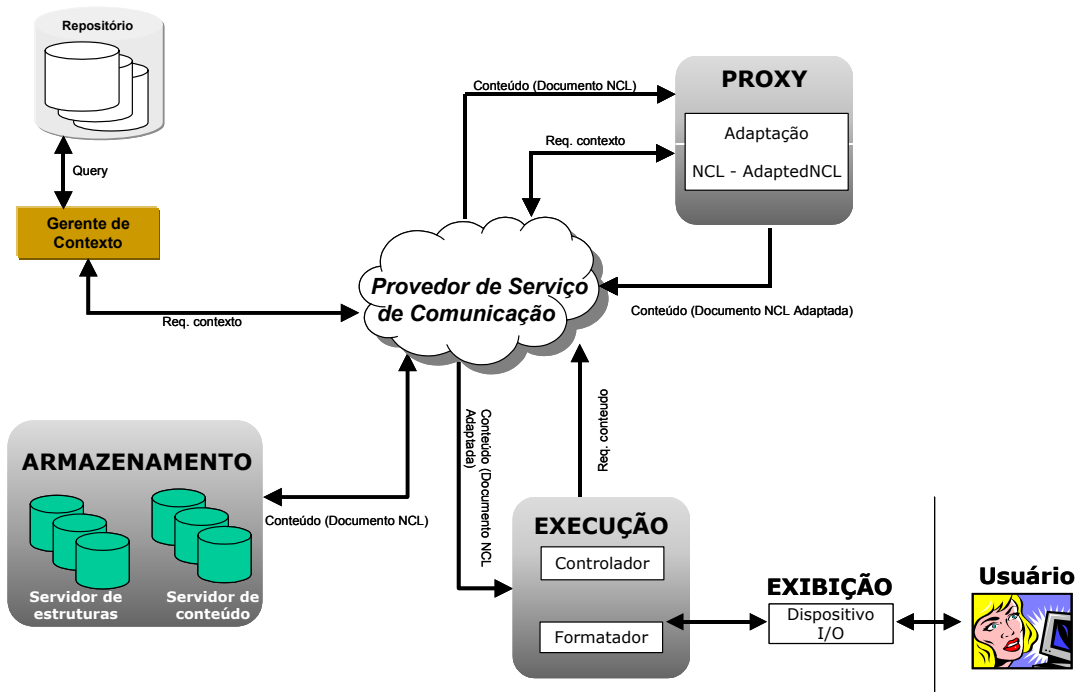 Repositório
Query
Gerente de
Contexto
Req. contexto
Conteúdo (Documento NCL)
Req. contexto
PROXY
Adaptação
NCL - AdaptedNCL
Provedor de Serviço
de Comunicação
Conteúdo (Documento NCL Adaptada)
ARMAZENAMENTO
Servidor de
estruturas
Servidor de
conteúdo
Conteúdo (Documento NCL)
Conteúdo (Documento NCL
Adaptada)
Req. conteudo
EXECUÇÃO
Controlador
Formatador
EXIBIÇÃO
Dispositivo
I/O
Usuário